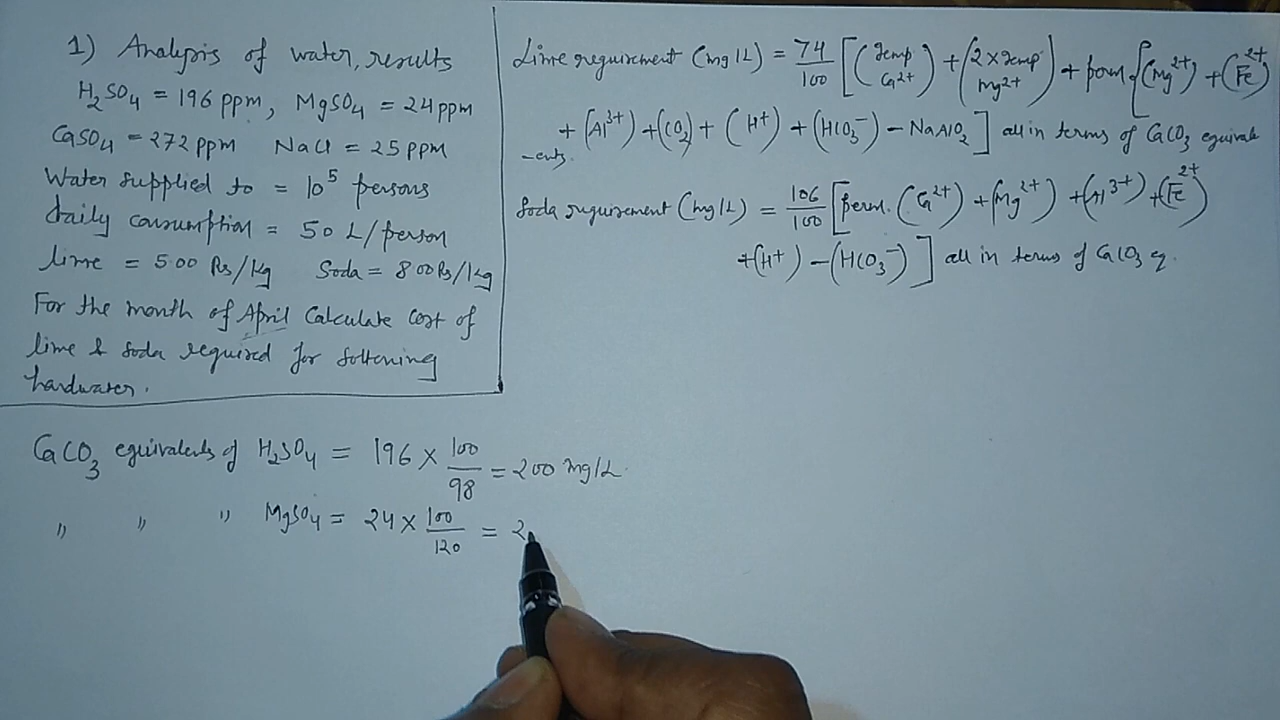 1) Analysis of water, results
H2SO4 = 196 ppm, MgSO4 = 24 ppm
CaSO4 = 272 ppm NaCl = 25 ppm
Water supplied to = 10^5 persons
daily consumption = 50 L/person
lime = 500 Rs/Kg Soda = 800 Rs/kg
For the month of April Calculate Cost of
lime & Soda required for Softening
hardwater.
Lime requirement (mg/L) = 74/100 [(Temp Ca2+) + (2 x Temp Mg2+) + perm {(Mg2+) + (Fe2+)
+ (Al3+) + (CO2) + (H+) + (HCO3-) - NaAlO2] all in terms of CaCO3 equival
-ents.
Soda requirement (mg/L) = 106/100 [perm. (Ca2+) + (Mg2+) + (Al3+) + (Fe2+)
+ (H+) - (HCO3-)] all in terms of CaCO3 eq.
CaCO3 equivalents of H2SO4 = 196 x 100/98 = 200 mg/L.
" " " MgSO4 = 24 x 100/120 = 2